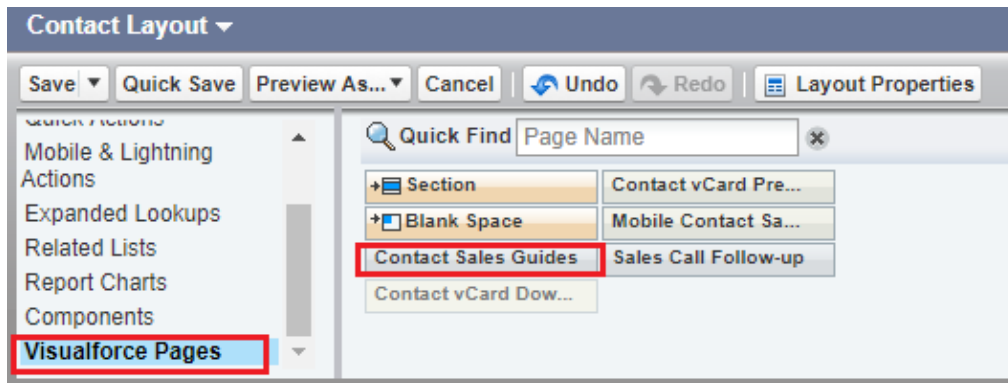 Contact Layout
Save Quick Save Preview As... Cancel Undo Redo Layout Properties
Quick Actions
Mobile & Lightning
Actions
Expanded Lookups
Related Lists
Report Charts
Components
Visualforce Pages
Quick Find Page Name
Section Contact vCard Pre...
Blank Space Mobile Contact Sa...
Contact Sales Guides Sales Call Follow-up
Contact vCard Dow...